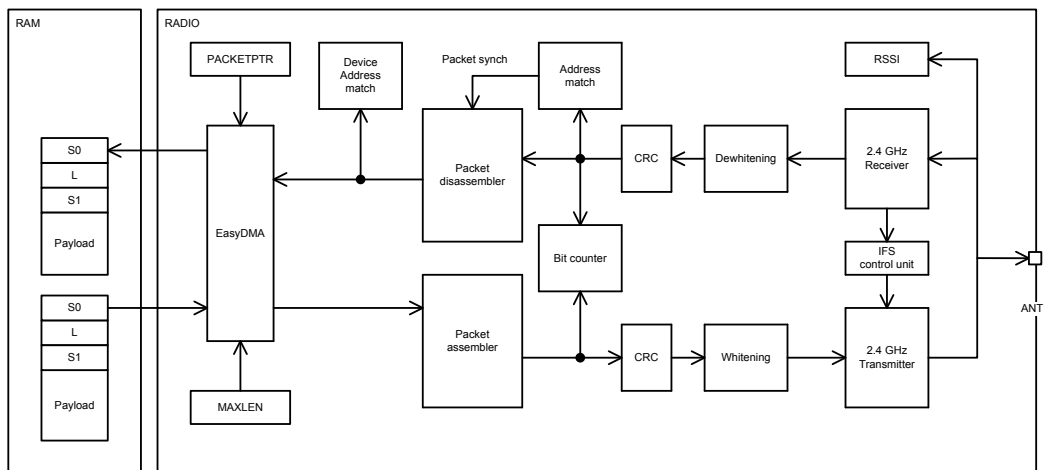 RAM
RADIO
PACKETPTR
Device
Address
match
Packet synch
Address
match
RSSI
S0
L
S1
Payload
EasyDMA
Packet
disassembler
CRC
Dewhitening
2.4 GHz
Receiver
Bit counter
IFS
control unit
ANT
S0
L
S1
Payload
Packet
assembler
CRC
Whitening
2.4 GHz
Transmitter
MAXLEN